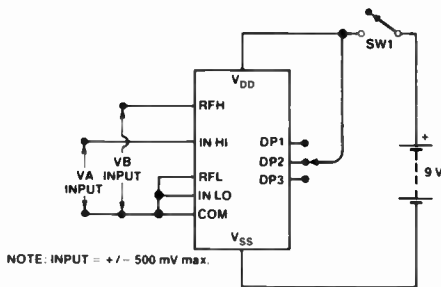 SW1
VDD
RFH
IN HI
DP1
VB
INPUT
DP2
VA
INPUT
RFL
DP3
IN LO
COM
+
9 V
VSS
NOTE: INPUT = +/− 500 mV max.